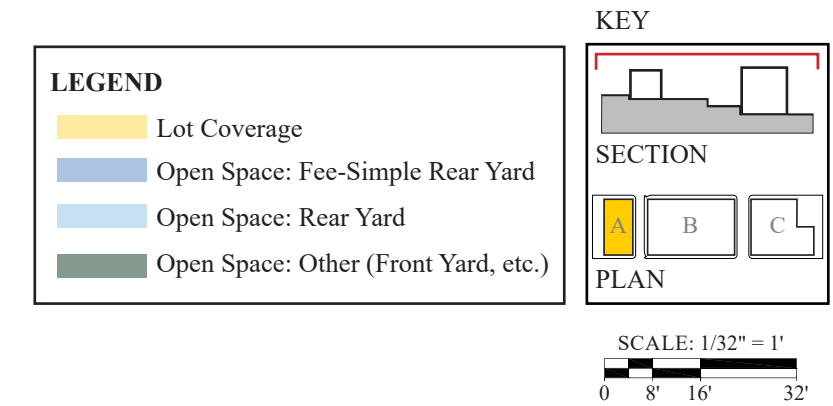 KEY
LEGEND
Lot Coverage
Open Space: Fee-Simple Rear Yard
Open Space: Rear Yard
Open Space: Other (Front Yard, etc.)
SECTION
A B C
PLAN
SCALE: 1/32" = 1'
0 8' 16' 32'